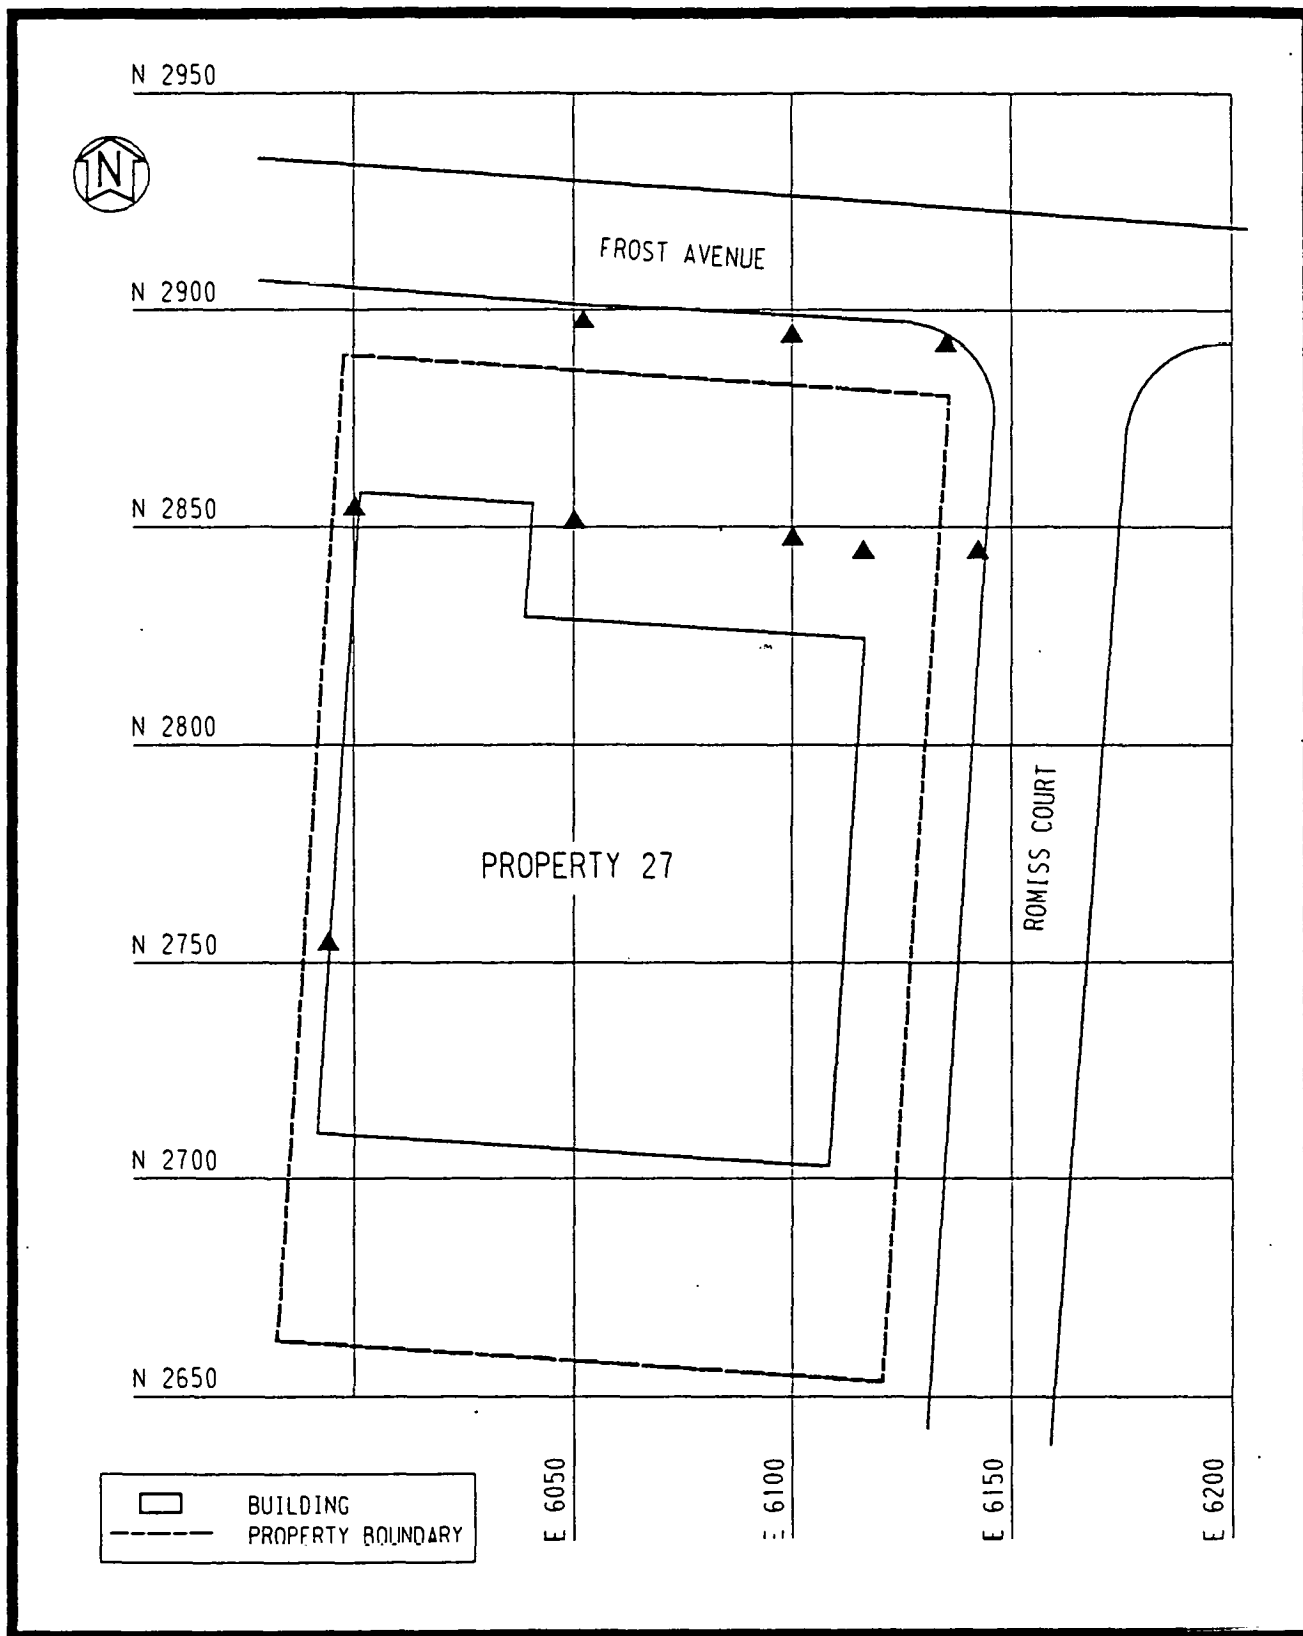 N 2950
N
FROST AVENUE
N 2900
N 2850
N 2800
ROMISS COURT
PROPERTY 27
N 2750
N 2700
N 2650
E 6050
E 6100
E 6150
E 6200
BUILDING
PROPERTY BOUNDARY